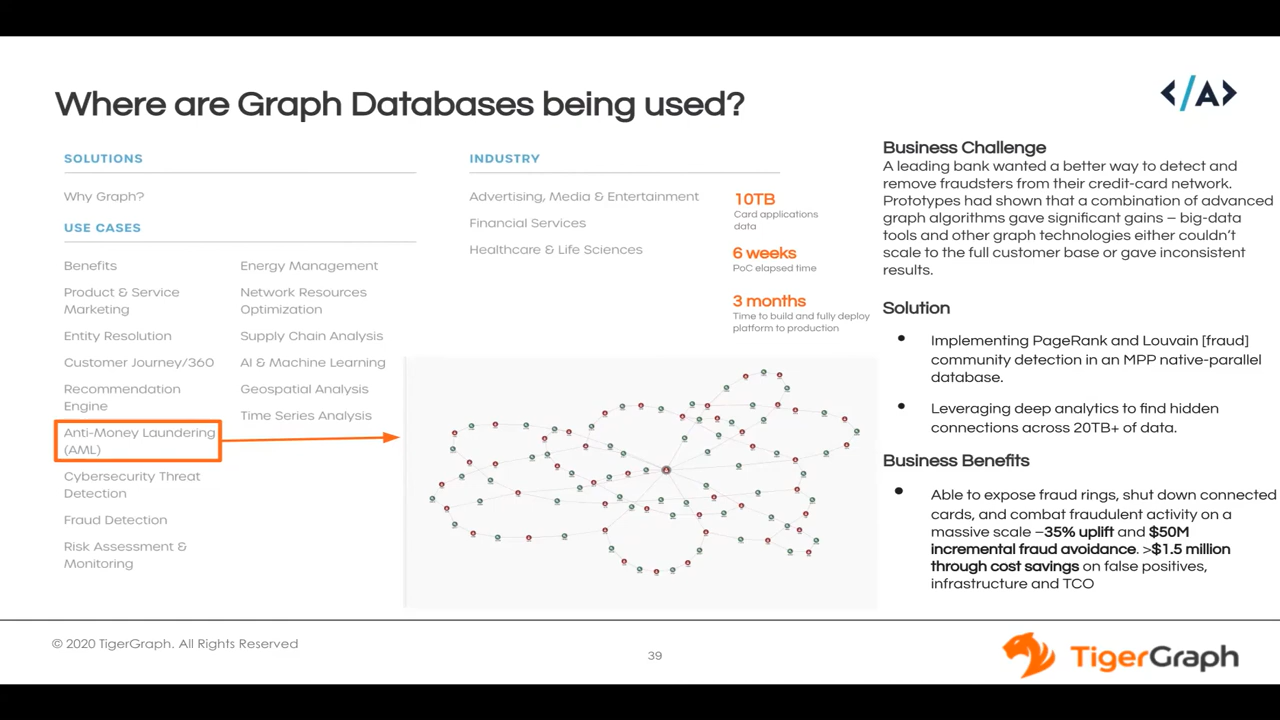 Where are Graph Databases being used?
</A>
SOLUTIONS
Why Graph?
USE CASES
Benefits
Product & Service
Marketing
Entity Resolution
Customer Journey/360
Recommendation
Engine
Anti-Money Laundering
(AML)
Cybersecurity Threat
Detection
Fraud Detection
Risk Assessment &
Monitoring
Energy Management
Network Resources
Optimization
Supply Chain Analysis
AI & Machine Learning
Geospatial Analysis
Time Series Analysis
INDUSTRY
Advertising, Media & Entertainment
Financial Services
Healthcare & Life Sciences
10TB
Card applications
data
6 weeks
PoC elapsed time
3 months
Time to build and fully deploy
platform to production
Business Challenge
A leading bank wanted a better way to detect and
remove fraudsters from their credit-card network.
Prototypes had shown that a combination of advanced
graph algorithms gave significant gains – big-data
tools and other graph technologies either couldn't
scale to the full customer base or gave inconsistent
results.
Solution
• Implementing PageRank and Louvain [fraud]
community detection in an MPP native-parallel
database.
• Leveraging deep analytics to find hidden
connections across 20TB+ of data.
Business Benefits
• Able to expose fraud rings, shut down connected
cards, and combat fraudulent activity on a
massive scale –35% uplift and $50M
incremental fraud avoidance. >$1.5 million
through cost savings on false positives,
infrastructure and TCO
© 2020 TigerGraph. All Rights Reserved
39
TigerGraph